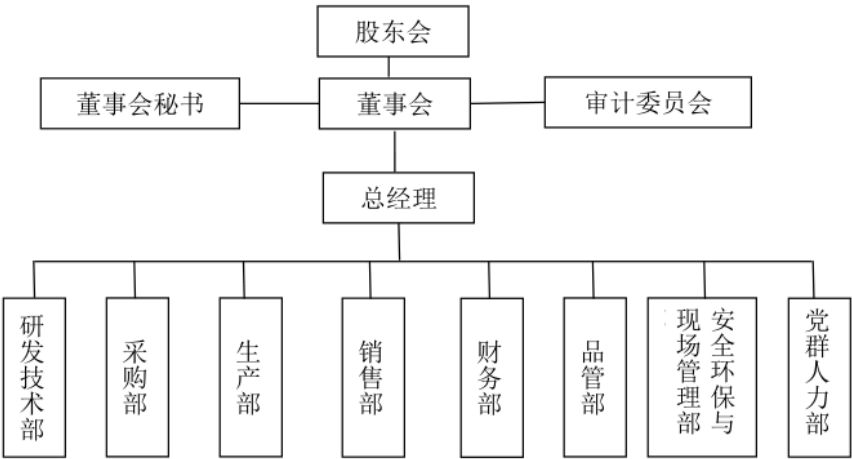 股东会
董事会秘书
董事会
审计委员会
总经理
研发技术部
采购部
生产部
销售部
财务部
品管部
安全环保与
现场管理部
党群人力部